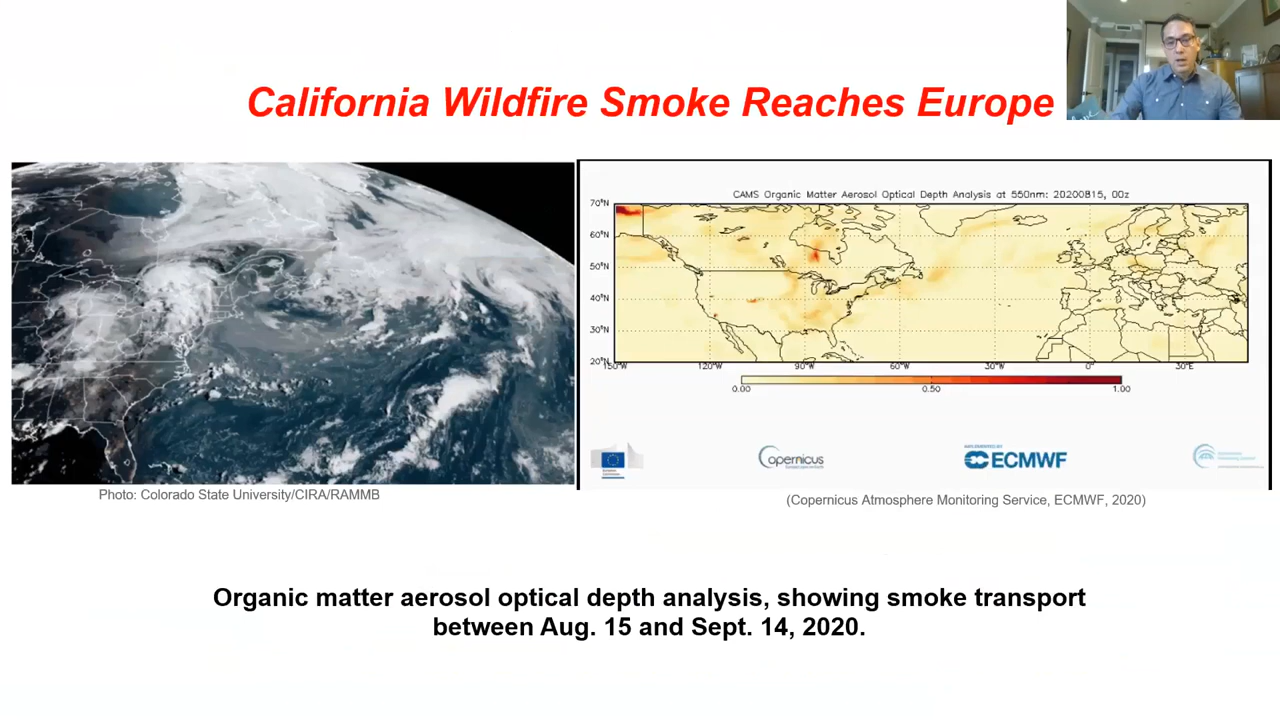 California Wildfire Smoke Reaches Europe
CAMS Organic Matter Aerosol Optical Depth Analysis at 550nm: 20200815, 00z
70°N
60°N
50°N
40°N
30°N
20°N
150°W 120°W 90°W 60°W 30°W 0° 30°E
0.00 0.50 1.00
opernicus
IMPLEMENTED BY
ECMWF
Photo: Colorado State University/CIRA/RAMMB
(Copernicus Atmosphere Monitoring Service, ECMWF, 2020)
Organic matter aerosol optical depth analysis, showing smoke transport
between Aug. 15 and Sept. 14, 2020.